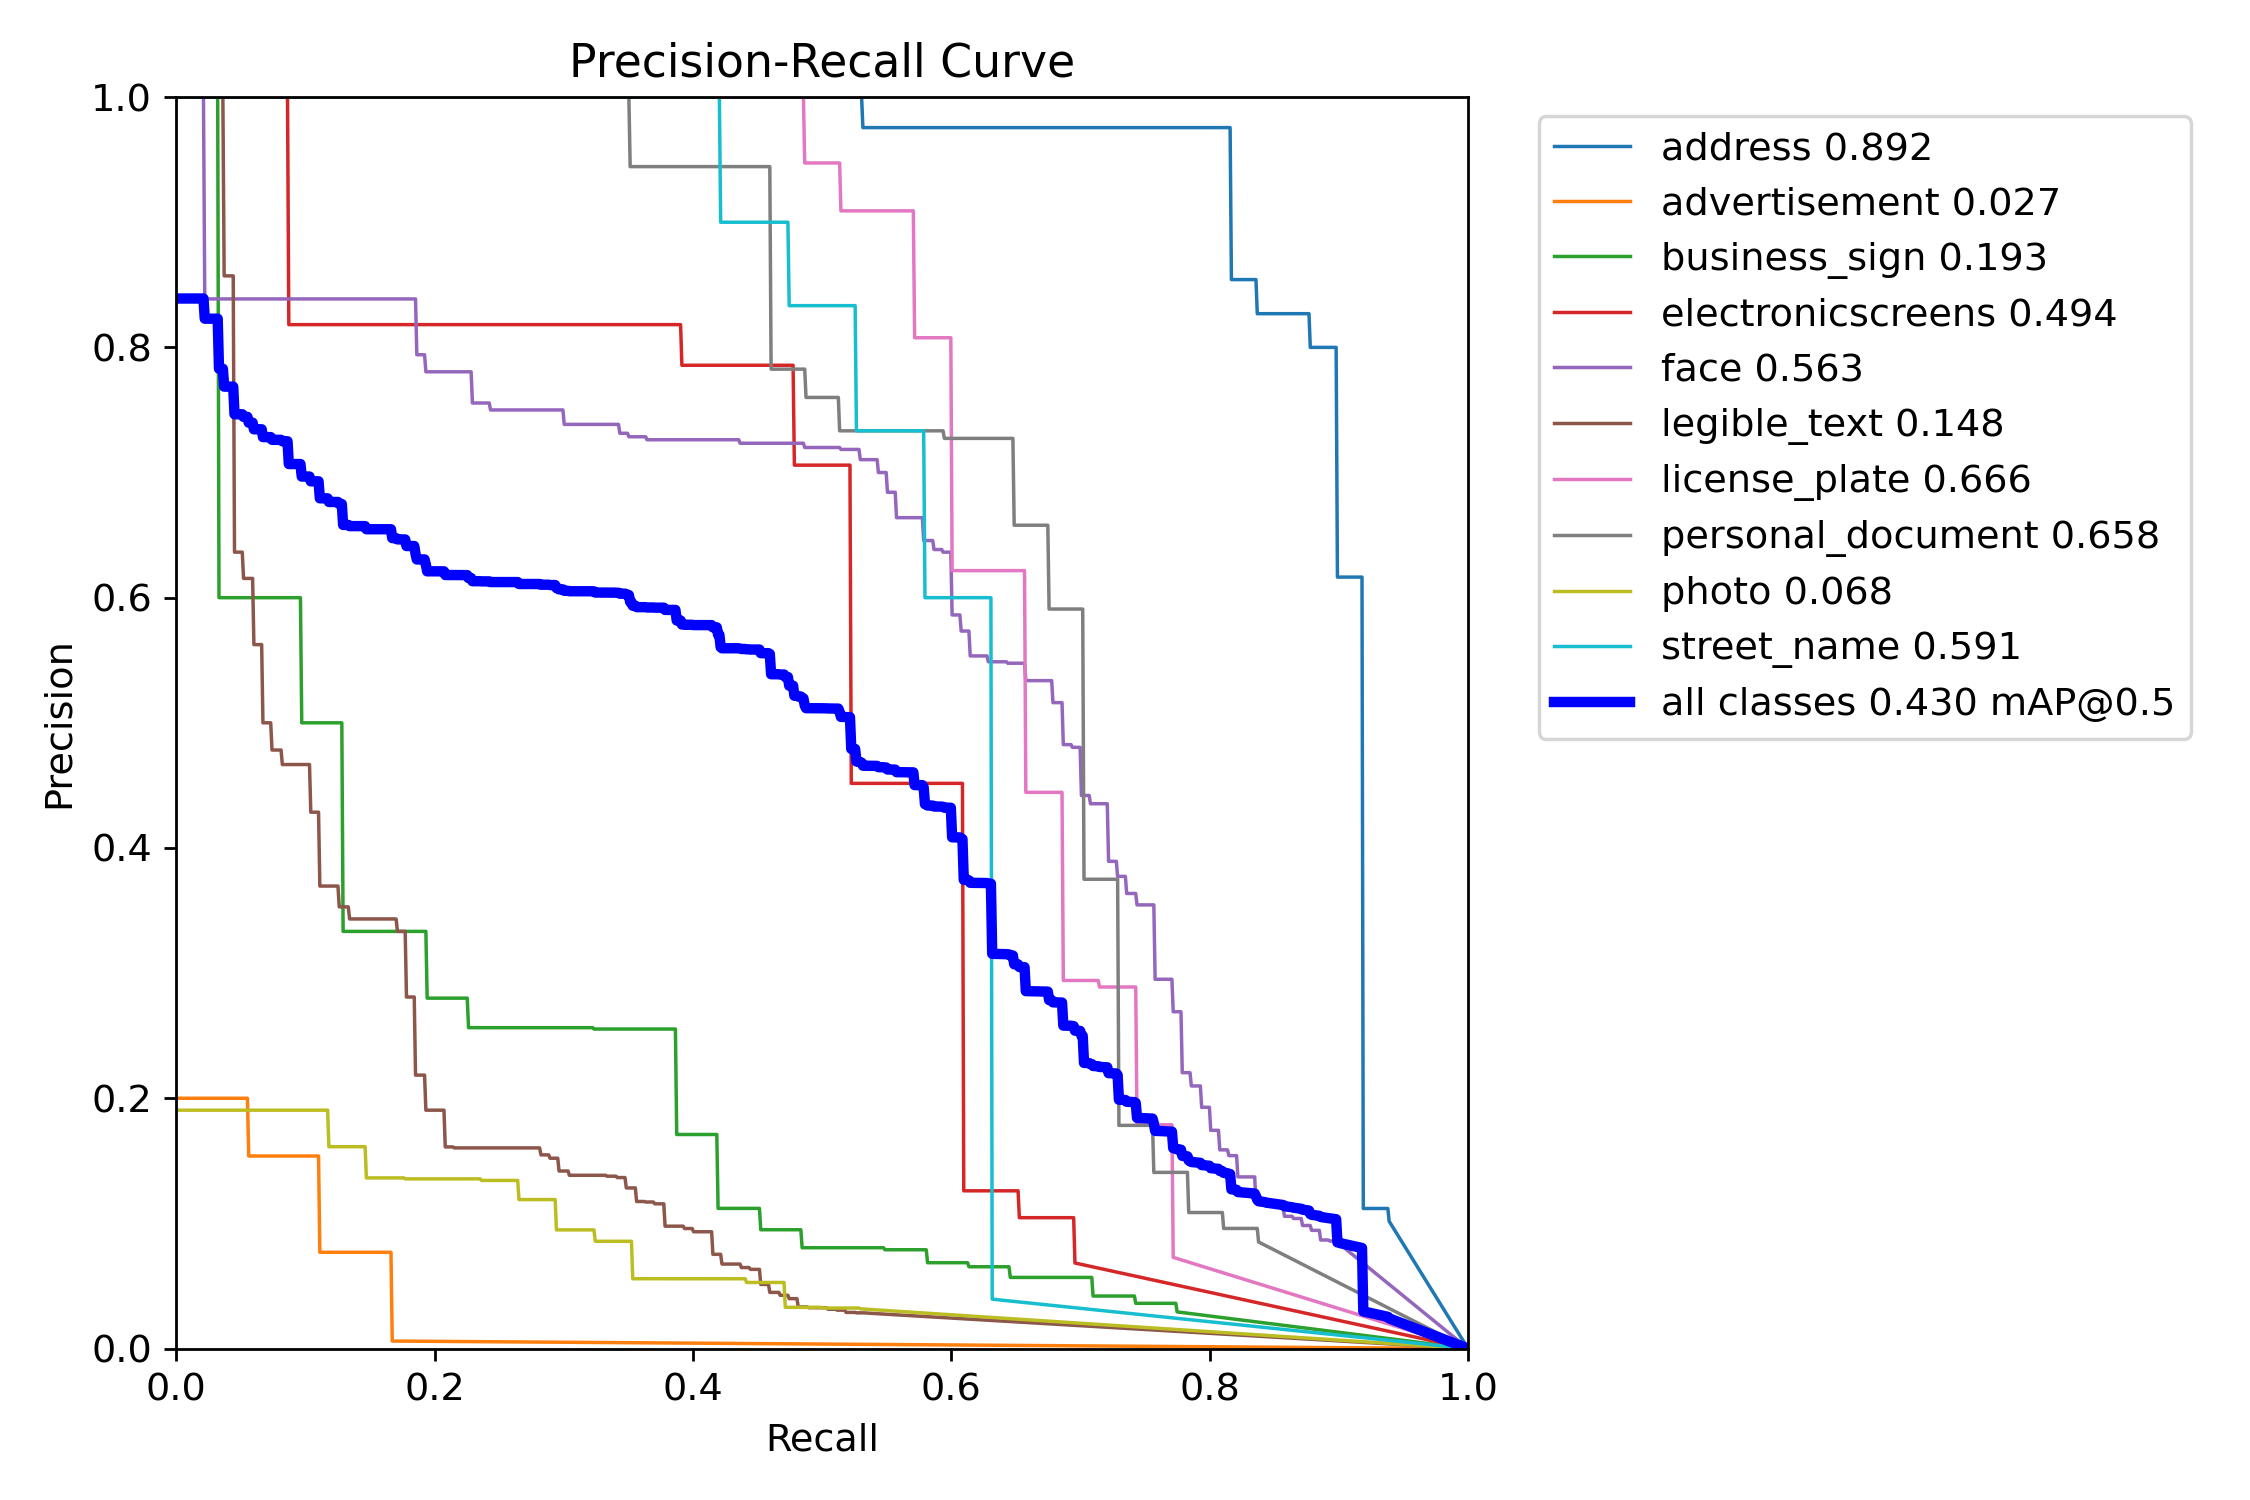 Precision-Recall Curve
1.0
0.8
0.6
0.4
0.2
0.0
Precision
0.0 0.2 0.4 0.6 0.8 1.0
Recall
address 0.892
advertisement 0.027
business_sign 0.193
electronicscreens 0.494
face 0.563
legible_text 0.148
license_plate 0.666
personal_document 0.658
photo 0.068
street_name 0.591
all classes 0.430 mAP@0.5